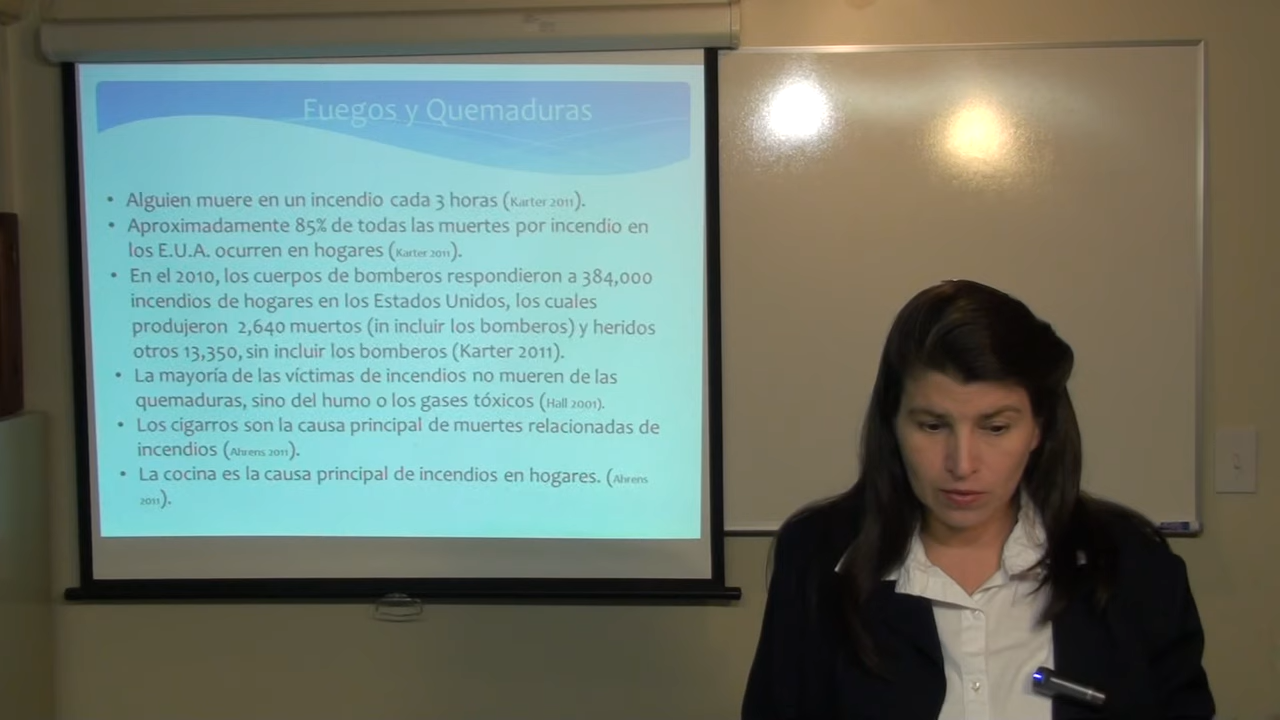 Fuegos y Quemaduras
• Alguien muere en un incendio cada 3 horas (Karter 2011).
• Aproximadamente 85% de todas las muertes por incendio en
los E.U.A. ocurren en hogares (Karter 2011).
• En el 2010, los cuerpos de bomberos respondieron a 384,000
incendios de hogares en los Estados Unidos, los cuales
produjeron 2,640 muertos (in incluir los bomberos) y heridos
otros 13,350, sin incluir los bomberos (Karter 2011).
• La mayoría de las víctimas de incendios no mueren de las
quemaduras, sino del humo o los gases tóxicos (Hall 2001).
• Los cigarros son la causa principal de muertes relacionadas de
incendios (Ahrens 2011).
• La cocina es la causa principal de incendios en hogares. (Ahrens
2011).